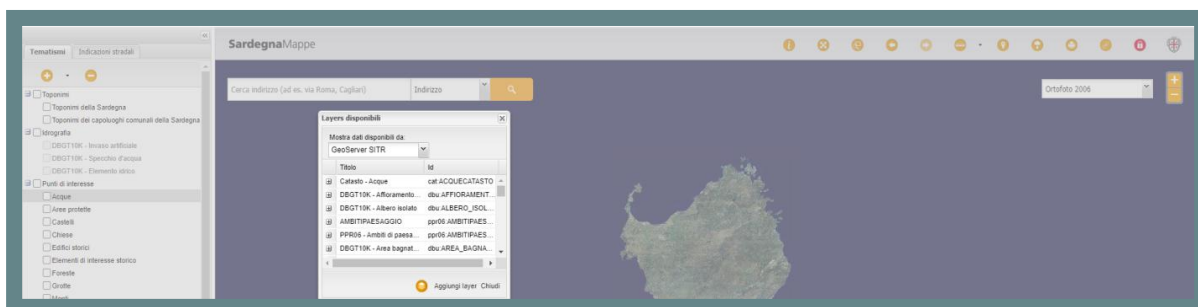 Tematismi
Indicazioni stradali
SardegnaMappe
Cerca indirizzo (ad es. via Roma, Cagliari)
Indirizzo
Ortofoto 2006
Toponimi
Toponimi della Sardegna
Toponimi dei capoluoghi comunali della Sardegna
Idrografia
DBGT10K - Invaso artificiale
DBGT10K - Specchio d'acqua
DBGT10K - Elemento idrico
Punti di interesse
Acque
Aree protette
Castelli
Chiese
Edifici storici
Elementi di interesse storico
Foreste
Grotte
Monti
Layers disponibili
Mostra dati disponibili da:
GeoServer SITR
Titolo Id
Catasto - Acque cat:ACQUECATASTO
DBGT10K - Affioramento... dbu:AFFIORAMENT...
DBGT10K - Albero isolato dbu:ALBERO_ISOL...
AMBITIPAESAGGIO ppr06:AMBITIPAES...
PPR06 - Ambiti di paesa... ppr06:AMBITIPAES...
DBGT10K - Area bagnat... dbu:AREA_BAGNA...
Aggiungi layer Chiudi